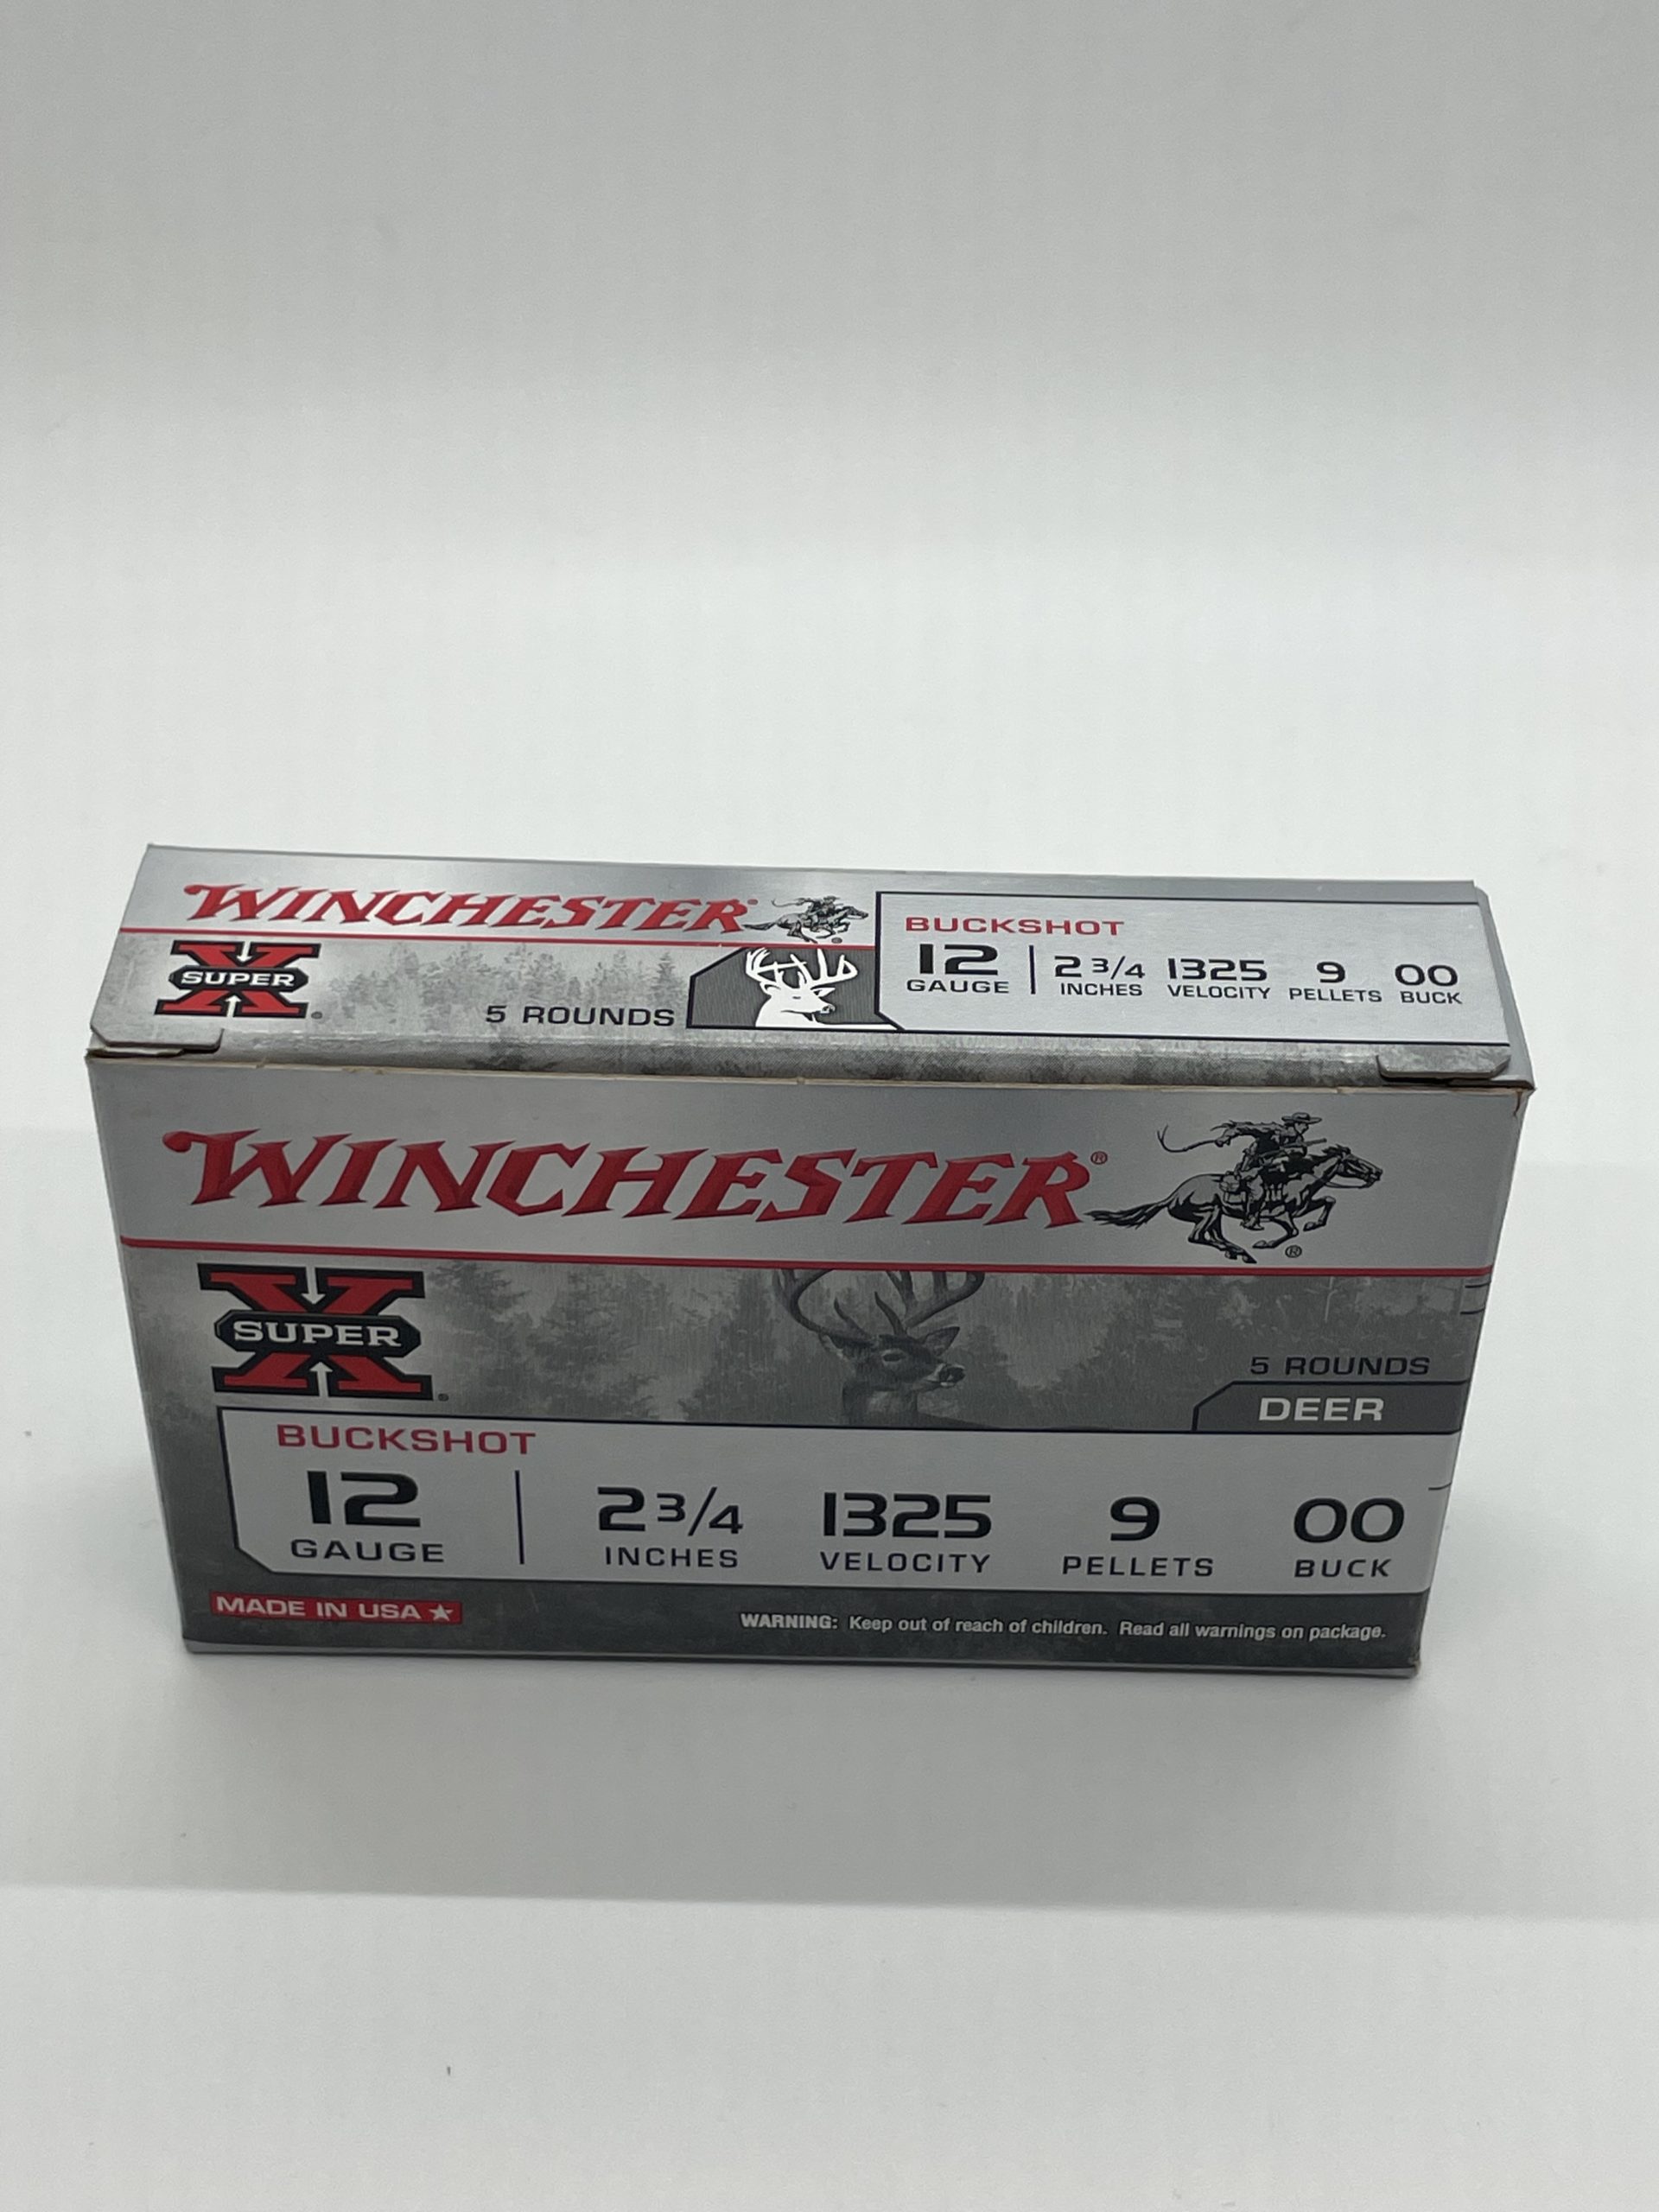 WINCHESTER®
X SUPER
5 ROUNDS
BUCKSHOT
12 GAUGE
2 3/4 INCHES
1325 VELOCITY
9 PELLETS
00 BUCK
WINCHESTER®
®
X SUPER
5 ROUNDS
DEER
BUCKSHOT
12 GAUGE
2 3/4 INCHES
1325 VELOCITY
9 PELLETS
00 BUCK
MADE IN USA
WARNING: Keep out of reach of children. Read all warnings on package.